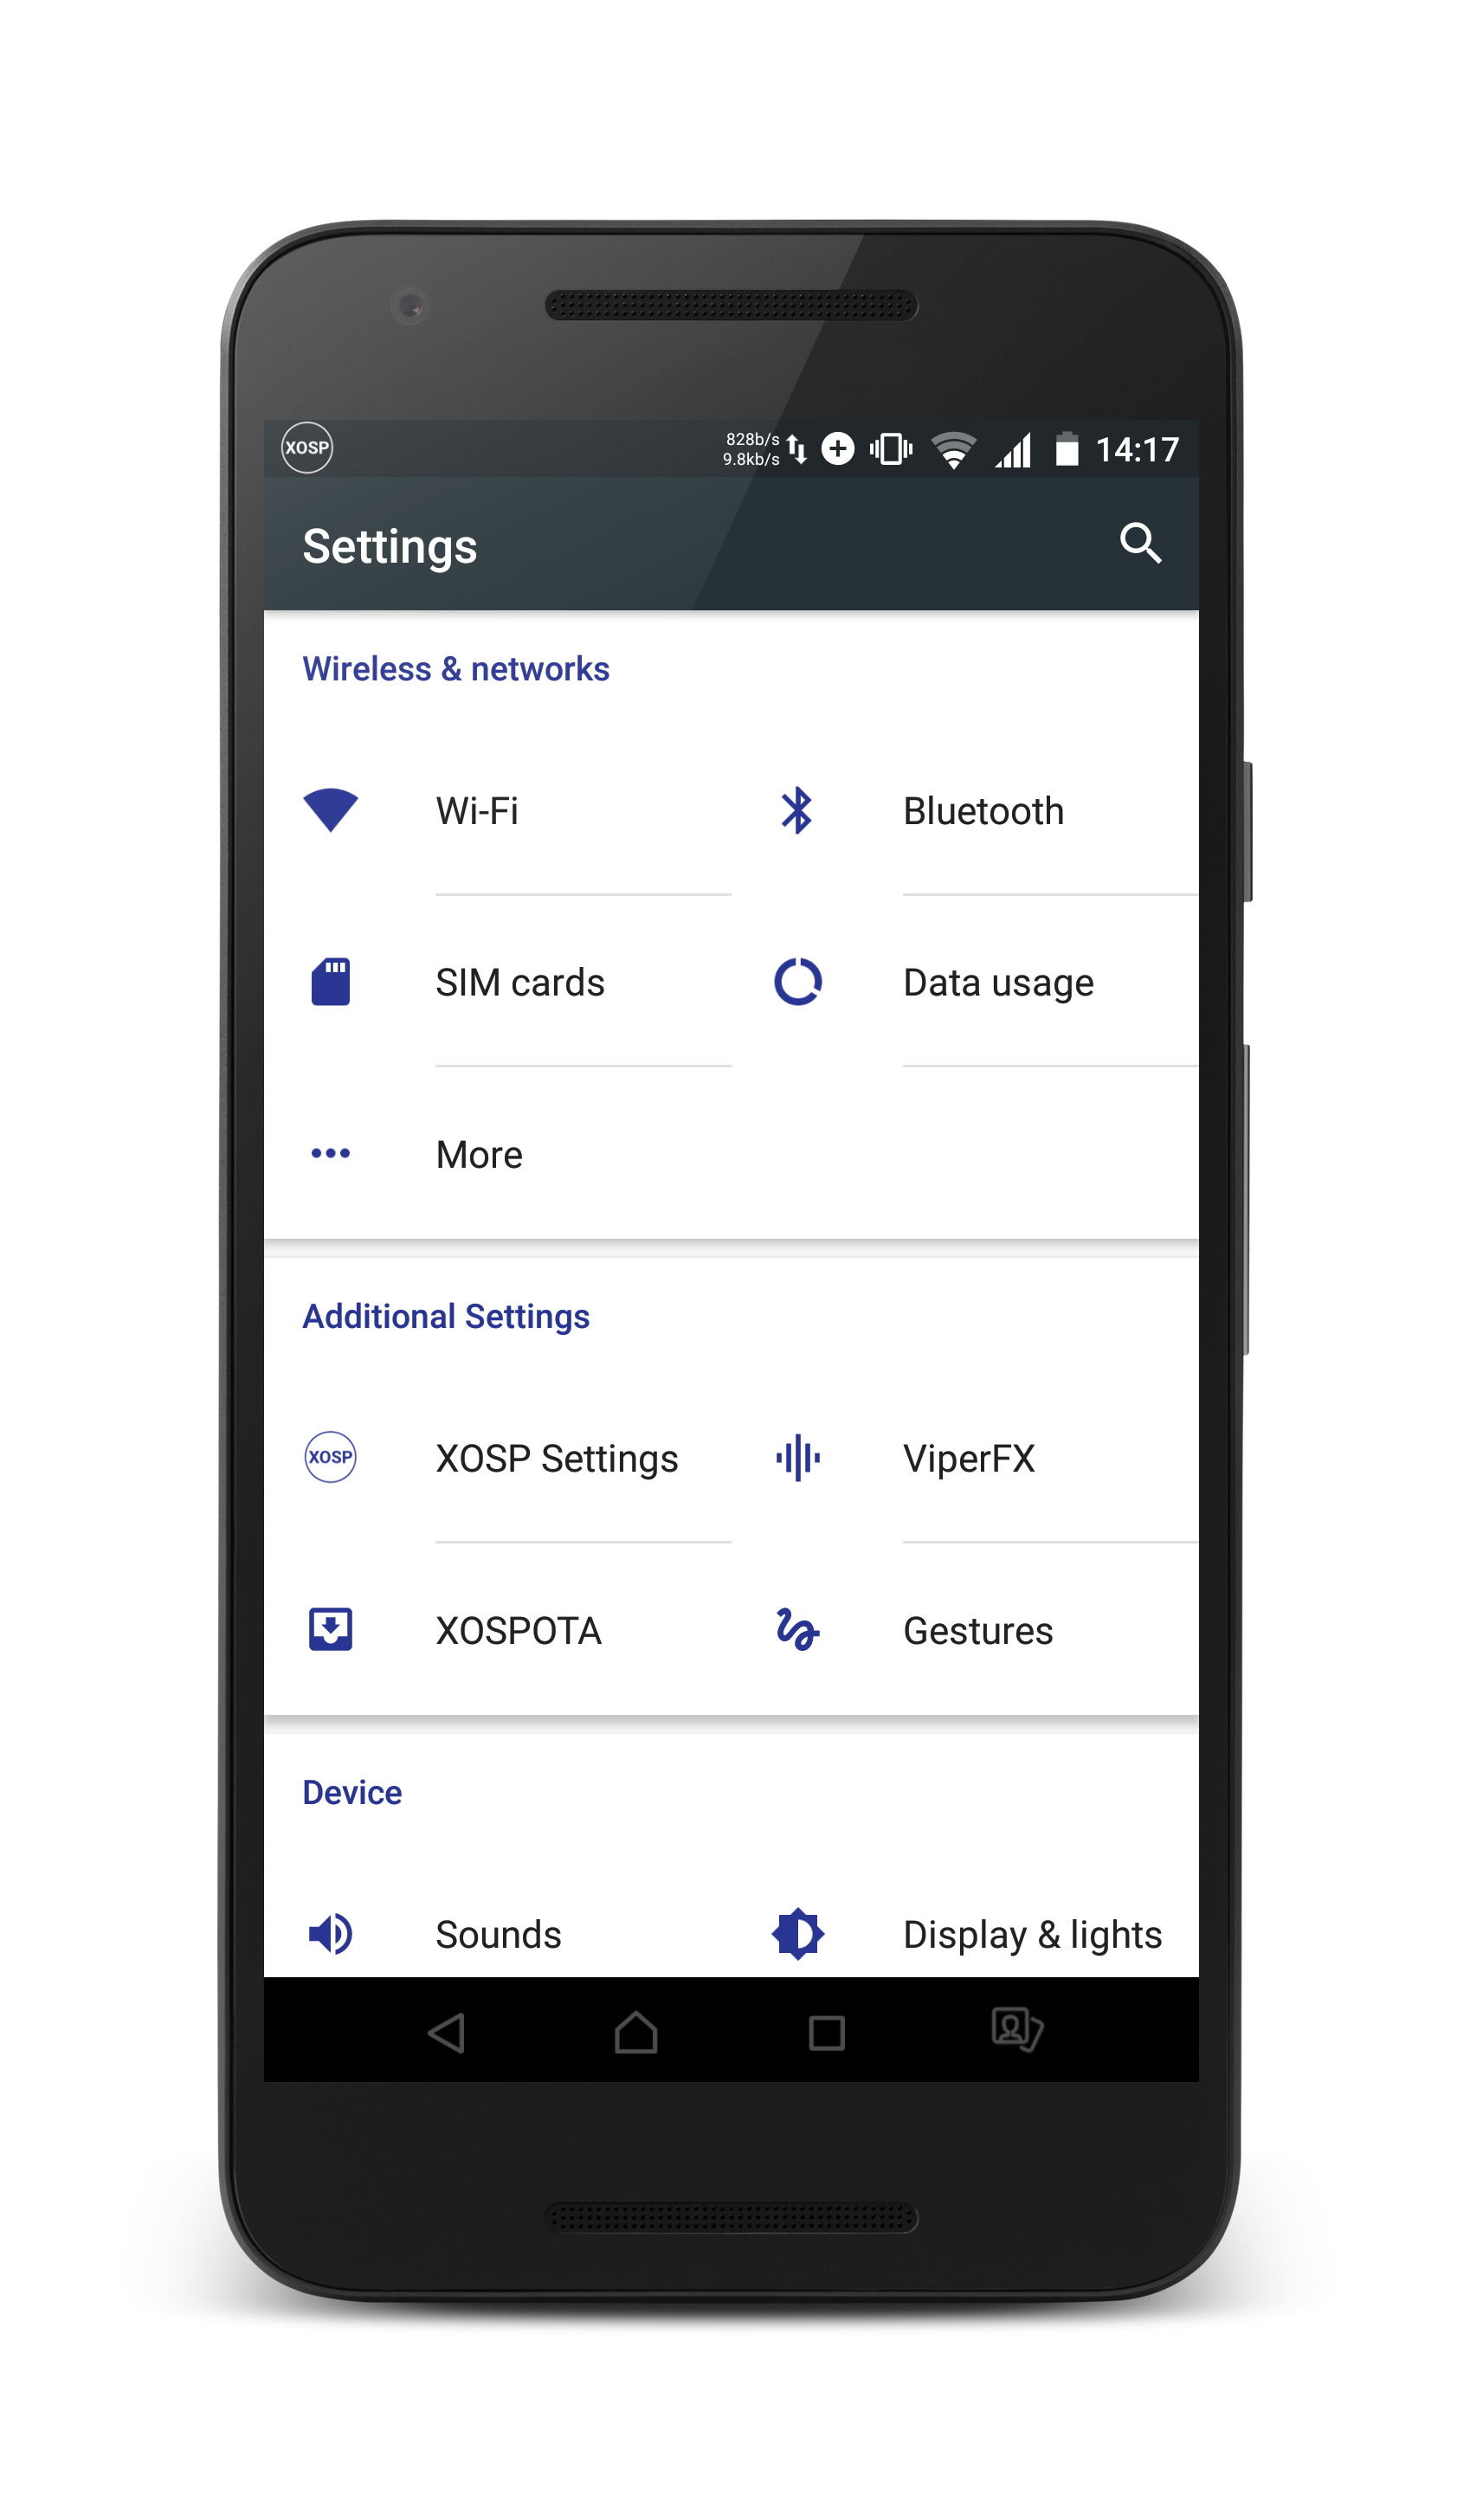 XOSP
828b/s
9.8kb/s
14:17
Settings
Wireless & networks
Wi-Fi
Bluetooth
SIM cards
Data usage
More
Additional Settings
XOSP
XOSP Settings
ViperFX
XOSPOTA
Gestures
Device
Sounds
Display & lights